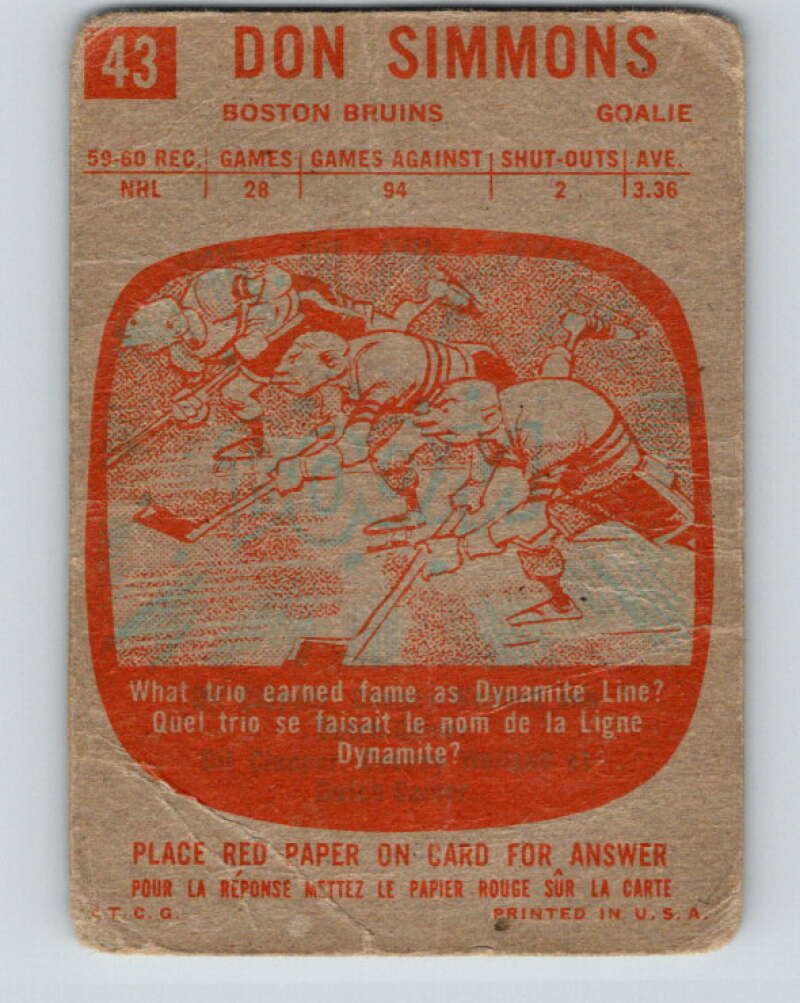 43 DON SIMMONS
BOSTON BRUINS GOALIE
59-60 REC. GAMES GAMES AGAINST SHUT-OUTS AVE.
NHL 28 94 2 3.36
What trio earned fame as Dynamite Line?
Quel trio se faisait le nom de la Ligne
Dynamite?
PLACE RED PAPER ON CARD FOR ANSWER
POUR LA RÉPONSE METTEZ LE PAPIER ROUGE SÛR LA CARTE
T. C. G. PRINTED IN U. S. A.